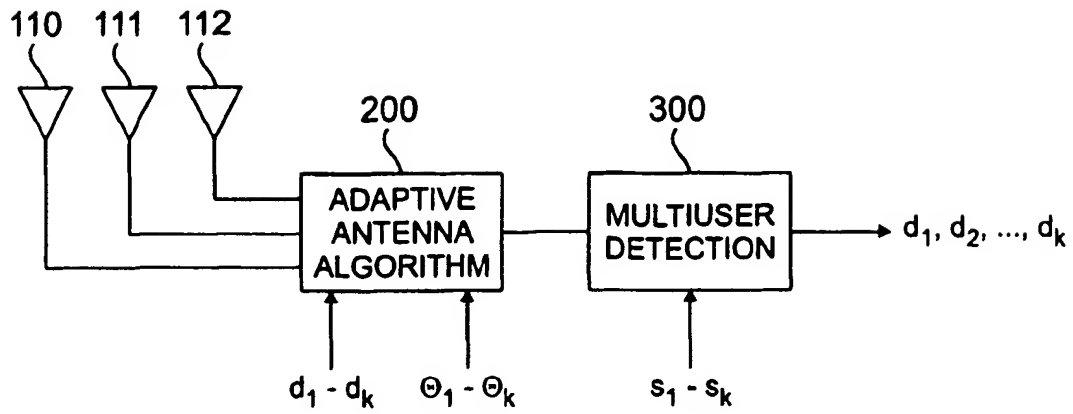 110 111 112
200
300
ADAPTIVE
ANTENNA
ALGORITHM
MULTIUSER
DETECTION
d₁, d₂, ..., dₖ
d₁ - dₖ
Θ₁ - Θₖ
s₁ - sₖ